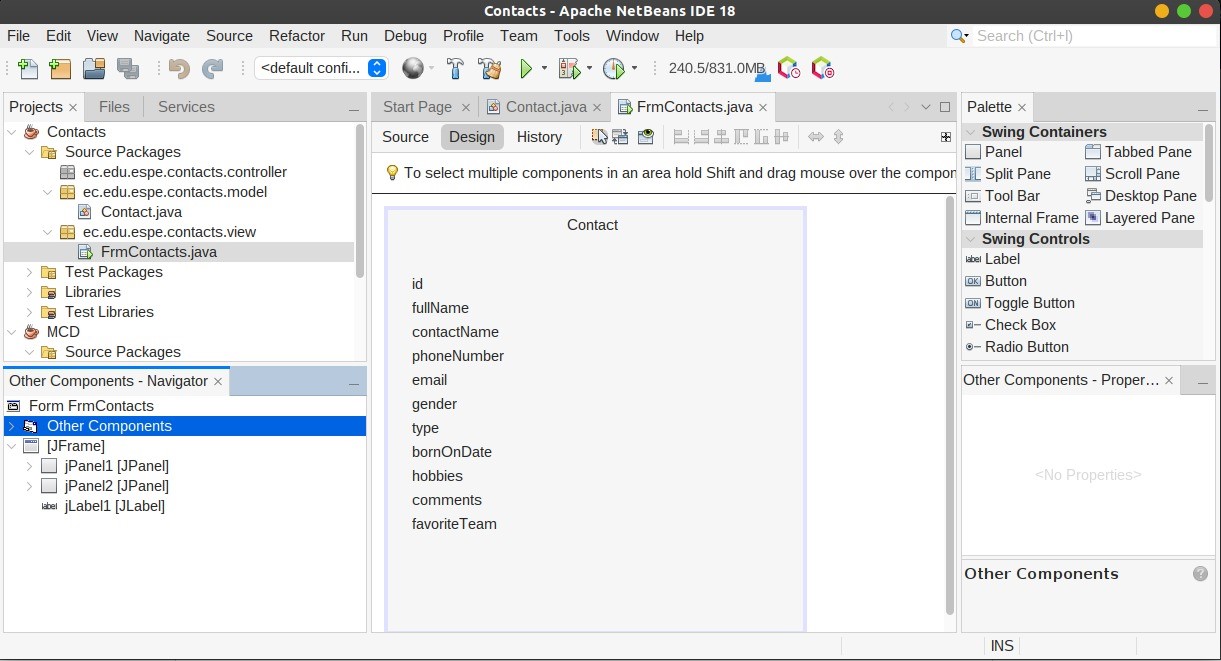 Contacts - Apache NetBeans IDE 18
File Edit View Navigate Source Refactor Run Debug Profile Team Tools Window Help
Search (Ctrl+I)
<default confi...
240.5/831.0MB
Projects Files Services
Contacts
Source Packages
ec.edu.espe.contacts.controller
ec.edu.espe.contacts.model
Contact.java
ec.edu.espe.contacts.view
FrmContacts.java
Test Packages
Libraries
Test Libraries
MCD
Source Packages
Other Components - Navigator
Form FrmContacts
Other Components
[JFrame]
jPanel1 [JPanel]
jPanel2 [JPanel]
label jLabel1 [JLabel]
Start Page Contact.java FrmContacts.java
Source Design History
To select multiple components in an area hold Shift and drag mouse over the compon
Contact
id
fullName
contactName
phoneNumber
email
gender
type
bornOnDate
hobbies
comments
favoriteTeam
Palette
Swing Containers
Panel Tabbed Pane
Split Pane Scroll Pane
Tool Bar Desktop Pane
Internal Frame Layered Pane
Swing Controls
label Label
OK Button
ON Toggle Button
Check Box
Radio Button
Other Components - Proper...
<No Properties>
Other Components
?
INS